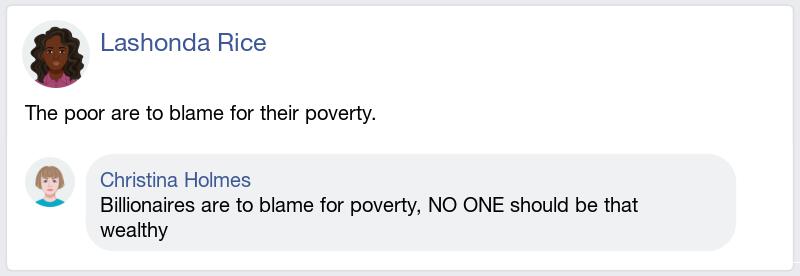 Lashonda Rice
The poor are to blame for their poverty.
Christina Holmes
Billionaires are to blame for poverty, NO ONE should be that
wealthy